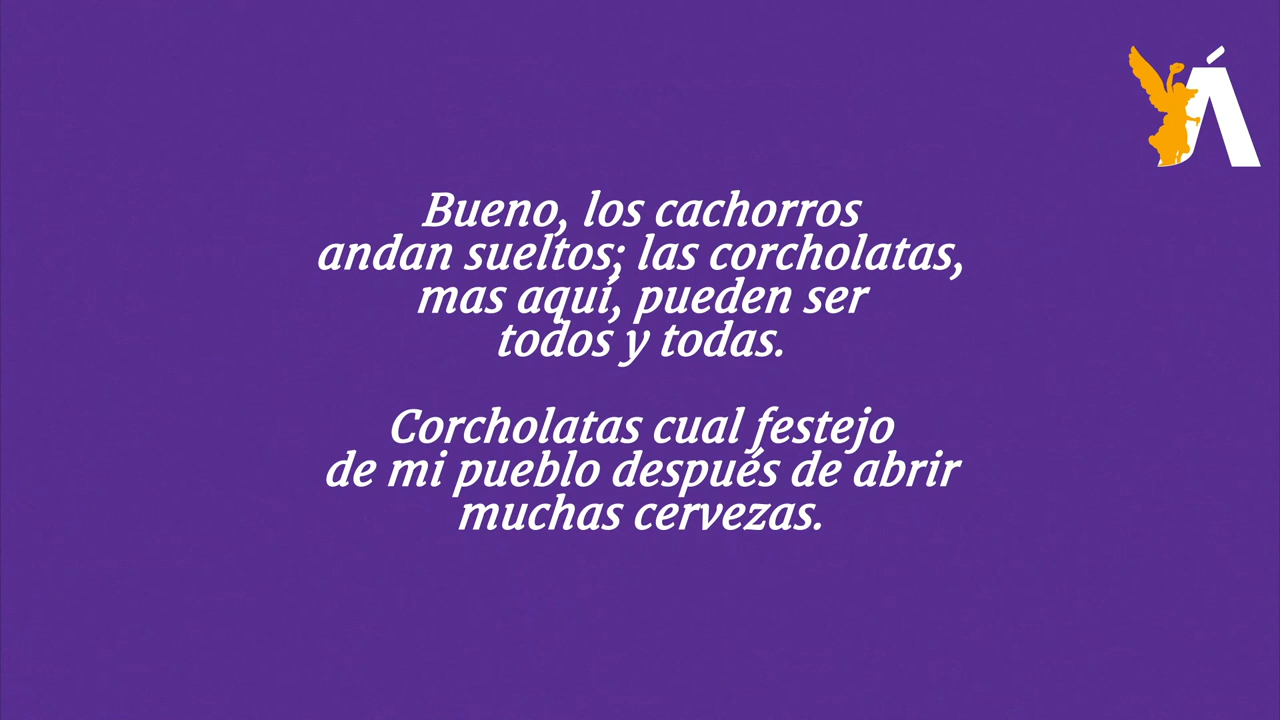 Á
Bueno, los cachorros
andan sueltos; las corcholatas,
mas aquí, pueden ser
todos y todas.
Corcholatas cual festejo
de mi pueblo después de abrir
muchas cervezas.